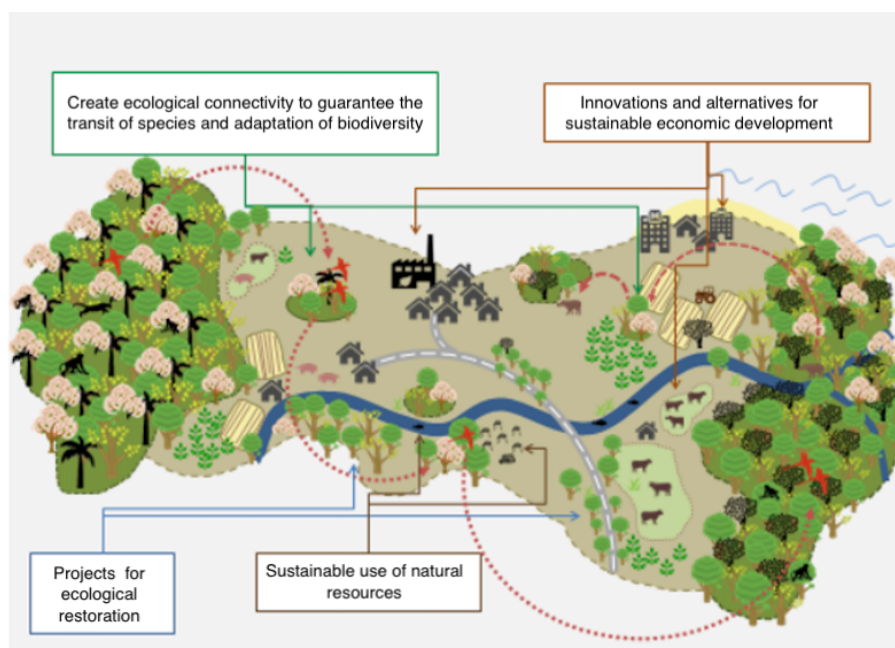 Create ecological connectivity to guarantee the
transit of species and adaptation of biodiversity
Innovations and alternatives for
sustainable economic development
Projects for
ecological
restoration
Sustainable use of natural
resources